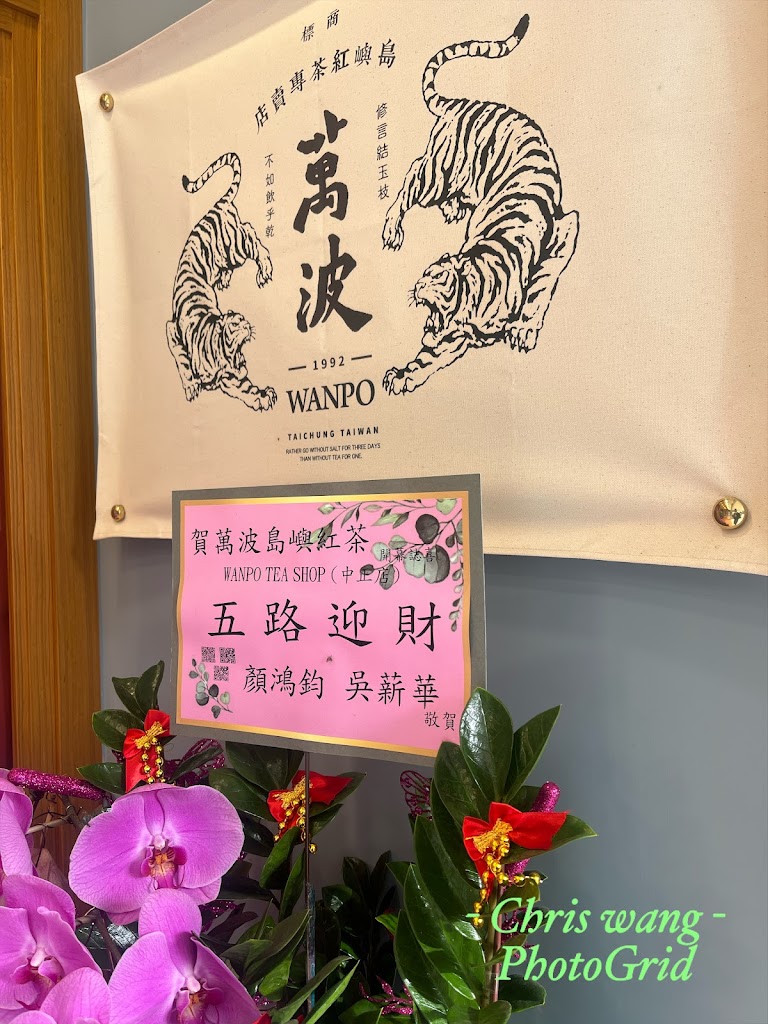 商標
島嶼紅茶專賣店
修言結玉枝
不如飲乎乾
萬波
1992
WANPO
TAICHUNG TAIWAN
RATHER GO WITHOUT SALT FOR THREE DAYS
THAN WITHOUT TEA FOR ONE.
賀萬波島嶼紅茶
開幕誌喜
WANPO TEA SHOP(中正店)
五路迎財
顏鴻鈞 吳薪華
敬賀
- Chris wang -
PhotoGrid